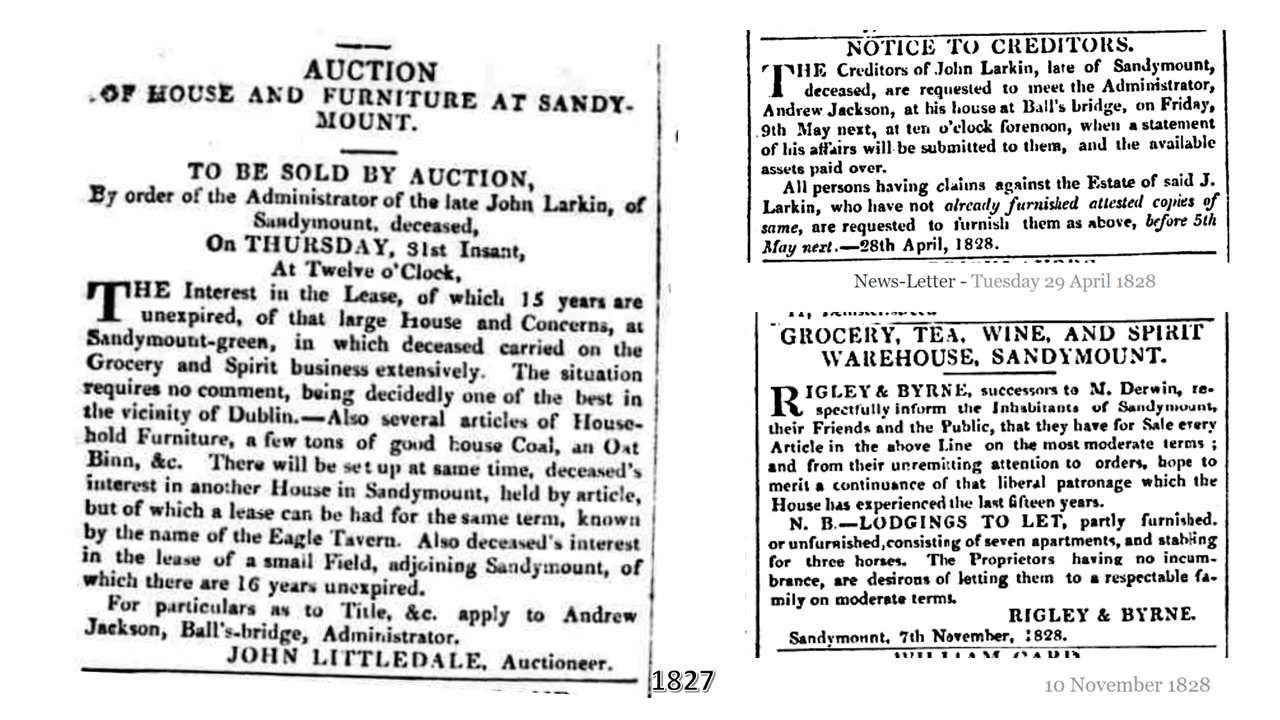 AUCTION
OF HOUSE AND FURNITURE AT SANDY-
MOUNT.
TO BE SOLD BY AUCTION,
By order of the Administrator of the late John Larkin, of
Sandymount, deceased,
On THURSDAY, 31st Insant,
At Twelve o'Clock,
THE Interest in the Lease, of which 15 years are
unexpired, of that large House and Concerns, at
Sandymount-green, in which deceased carried on the
Grocery and Spirit business extensively. The situation
requires no comment, being decidedly one of the best in
the vicinity of Dublin.—Also several articles of House-
hold Furniture, a few tons of good house Coal, an Oat
Binn, &c. There will be set up at same time, deceased's
interest in another House in Sandymount, held by article,
but of which a lease can be had for the same term, known
by the name of the Eagle Tavern. Also deceased's interest
in the lease of a small Field, adjoining Sandymount, of
which there are 16 years unexpired.
For particulars as to Title, &c. apply to Andrew
Jackson, Ball's-bridge, Administrator.
JOHN LITTLEDALE, Auctioneer.
1827
NOTICE TO CREDITORS.
THE Creditors of John Larkin, late of Sandymount,
deceased, are requested to meet the Administrator,
Andrew Jackson, at his house at Ball's bridge, on Friday,
9th May next, at ten o'clock forenoon, when a statement
of his affairs will be submitted to them, and the available
assets paid over.
All persons having claims against the Estate of said J.
Larkin, who have not already furnished attested copies of
same, are requested to furnish them as above, before 5th
May next.—28th April, 1828.
News-Letter - Tuesday 29 April 1828
GROCERY, TEA, WINE, AND SPIRIT
WAREHOUSE, SANDYMOUNT.
RIGLEY & BYRNE, successors to M. Derwin, re-
spectfully inform the Inhabitants of Sandymount,
their Friends and the Public, that they have for Sale every
Article in the above Line on the most moderate terms ;
and from their unremitting attention to orders, hope to
merit a continuance of that liberal patronage which the
House has experienced the last fifteen years.
N. B.—LODGINGS TO LET, partly furnished.
or unfurnished, consisting of seven apartments, and stabling
for three horses. The Proprietors having no incum-
brance, are desirons of letting them to a respectable fa-
mily on moderate terms.
RIGLEY & BYRNE.
Sandymount, 7th November, 1828.
WILLIAM CARD
10 November 1828